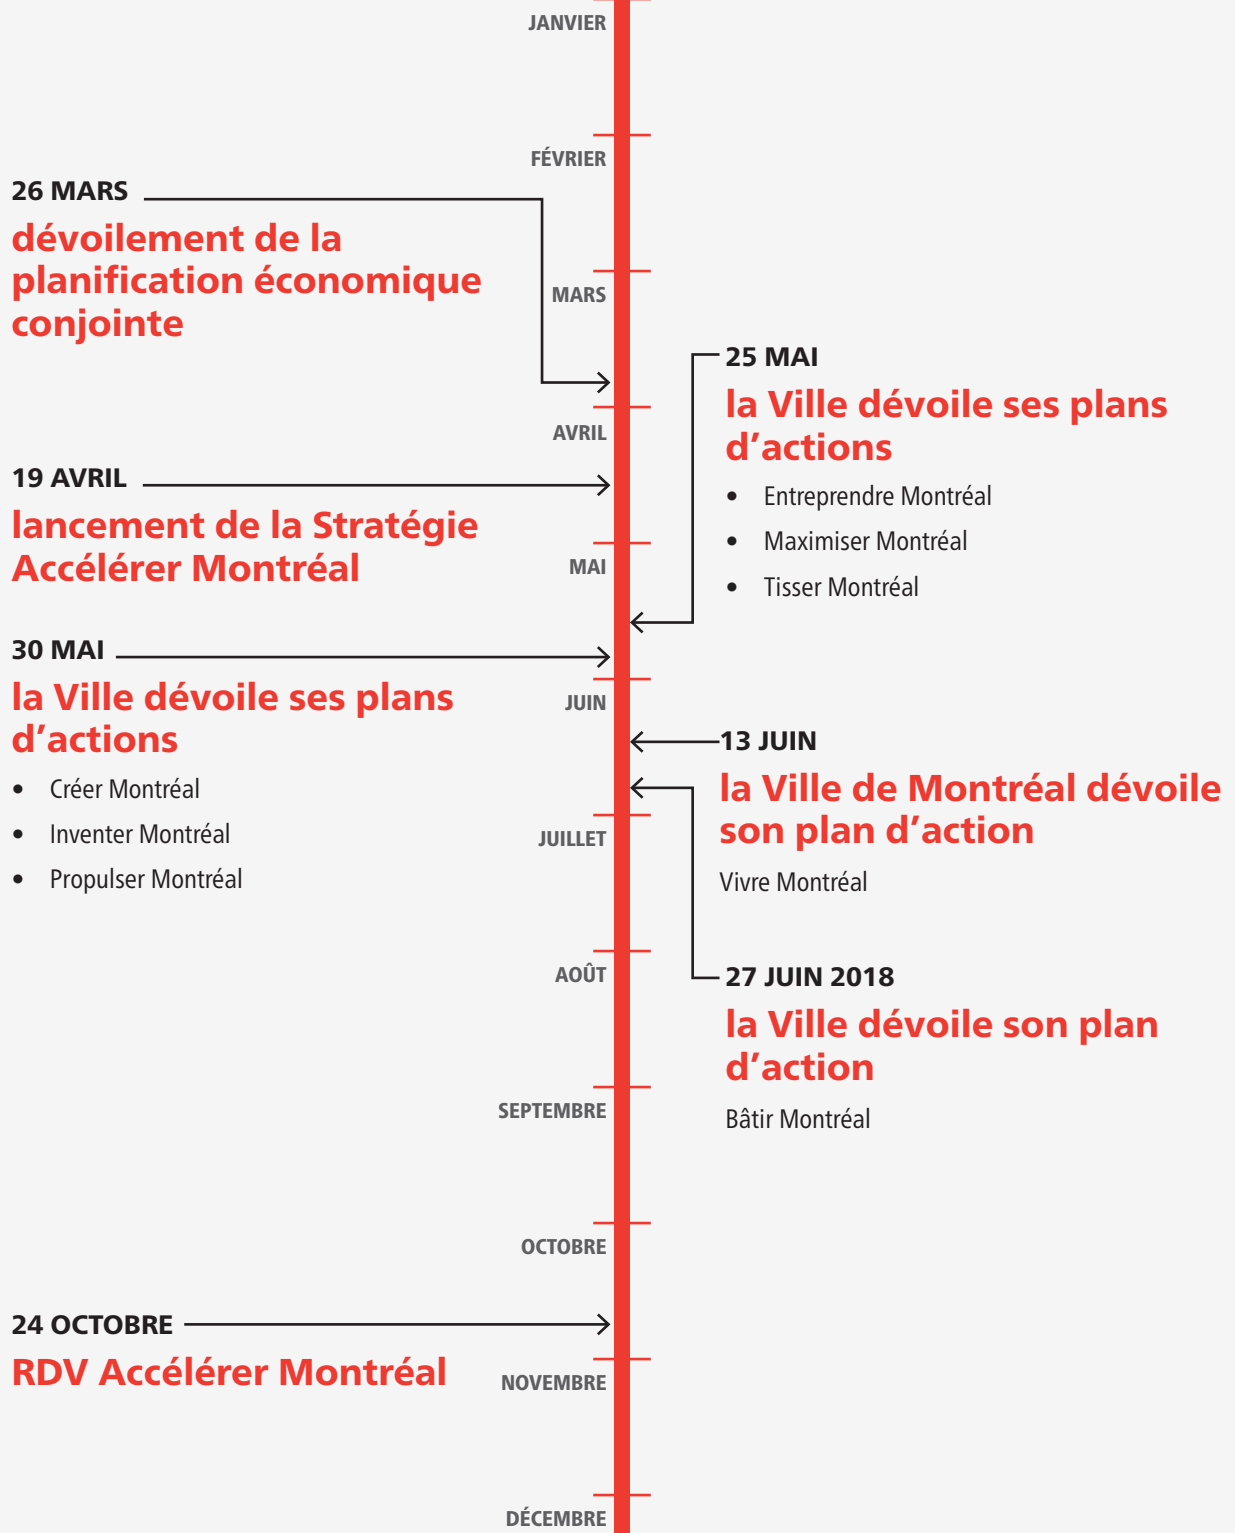 JANVIER
FÉVRIER
26 MARS
dévoilement de la
planification économique
conjointe
MARS
25 MAI
la Ville dévoile ses plans
d’actions
• Entreprendre Montréal
• Maximiser Montréal
• Tisser Montréal
AVRIL
19 AVRIL
lancement de la Stratégie
Accélérer Montréal
MAI
30 MAI
la Ville dévoile ses plans
d’actions
• Créer Montréal
• Inventer Montréal
• Propulser Montréal
JUIN
13 JUIN
la Ville de Montréal dévoile
son plan d’action
Vivre Montréal
JUILLET
27 JUIN 2018
la Ville dévoile son plan
d’action
Bâtir Montréal
AOÛT
SEPTEMBRE
OCTOBRE
24 OCTOBRE
RDV Accélérer Montréal
NOVEMBRE
DÉCEMBRE